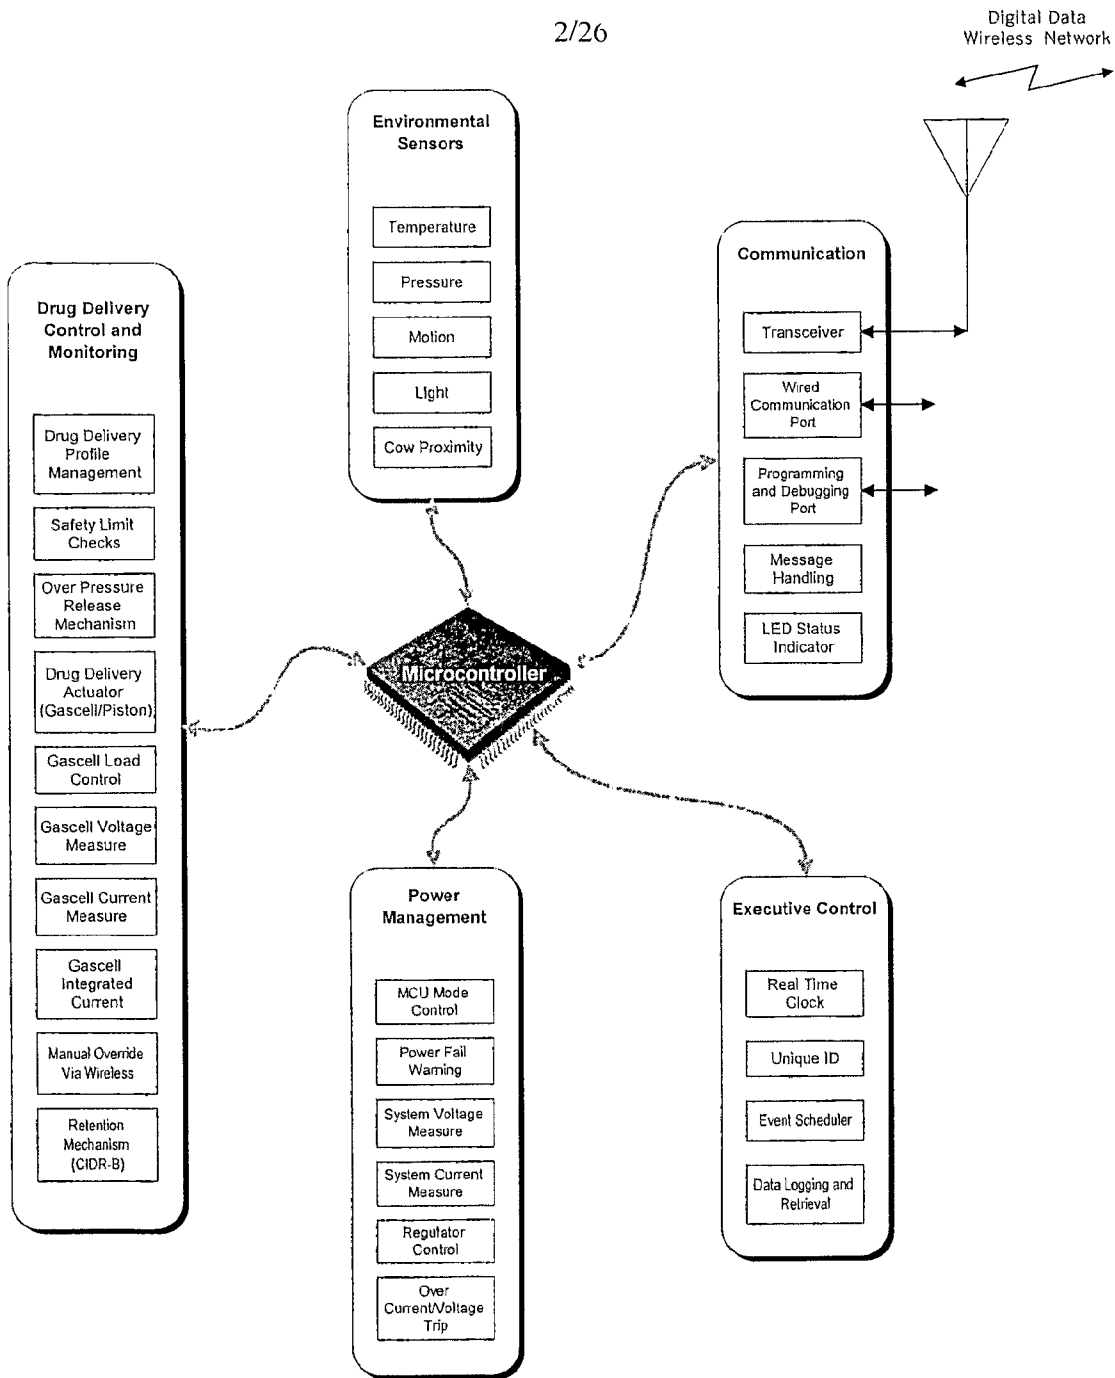 2/26
Digital Data
Wireless Network
Environmental
Sensors
Temperature
Pressure
Motion
Light
Cow Proximity
Communication
Transceiver
Wired
Communication
Port
Programming
and Debugging
Port
Message
Handling
LED Status
Indicator
Drug Delivery
Control and
Monitoring
Drug Delivery
Profile
Management
Safety Limit
Checks
Over Pressure
Release
Mechanism
Drug Delivery
Actuator
(Gascell/Piston)
Gascell Load
Control
Gascell Voltage
Measure
Gascell Current
Measure
Gascell
Integrated
Current
Manual Override
Via Wireless
Retention
Mechanism
(CIDR-B)
Microcontroller
Power
Management
MCU Mode
Control
Power Fail
Warning
System Voltage
Measure
System Current
Measure
Regulator
Control
Over
Current/Voltage
Trip
Executive Control
Real Time
Clock
Unique ID
Event Scheduler
Data Logging and
Retrieval